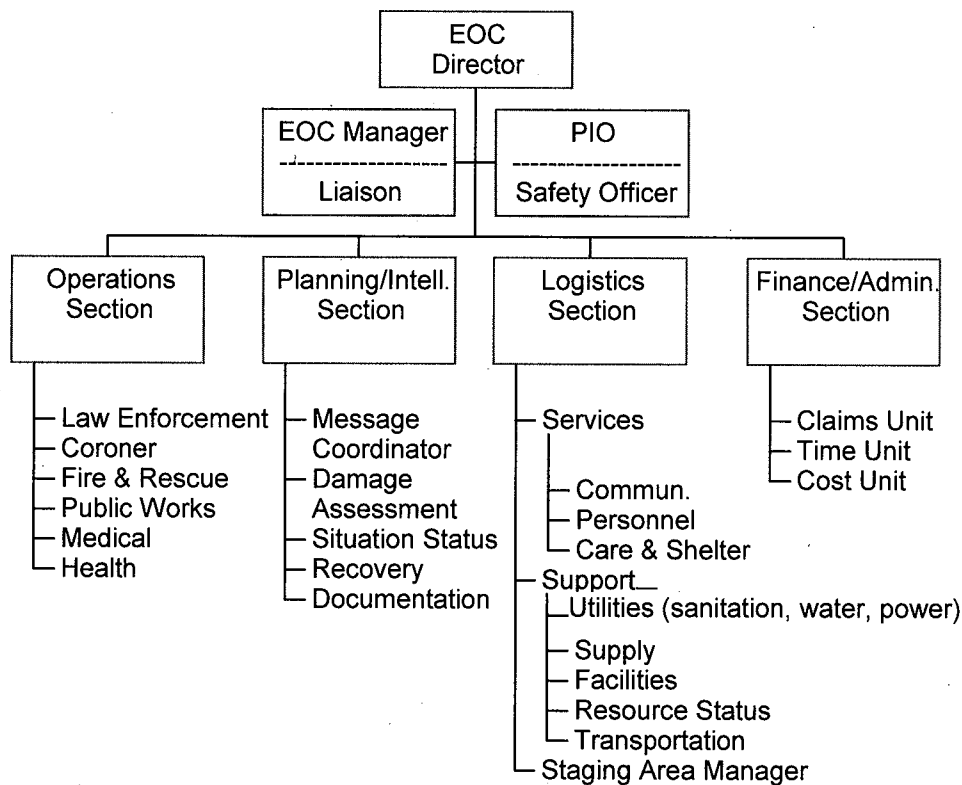 EOC
Director
EOC Manager
Liaison
PIO
Safety Officer
Operations
Section
Planning/Intell.
Section
Logistics
Section
Finance/Admin.
Section
Law Enforcement
Coroner
Fire & Rescue
Public Works
Medical
Health
Message
Coordinator
Damage
Assessment
Situation Status
Recovery
Documentation
Services
Commun.
Personnel
Care & Shelter
Support
Utilities (sanitation, water, power)
Supply
Facilities
Resource Status
Transportation
Staging Area Manager
Claims Unit
Time Unit
Cost Unit